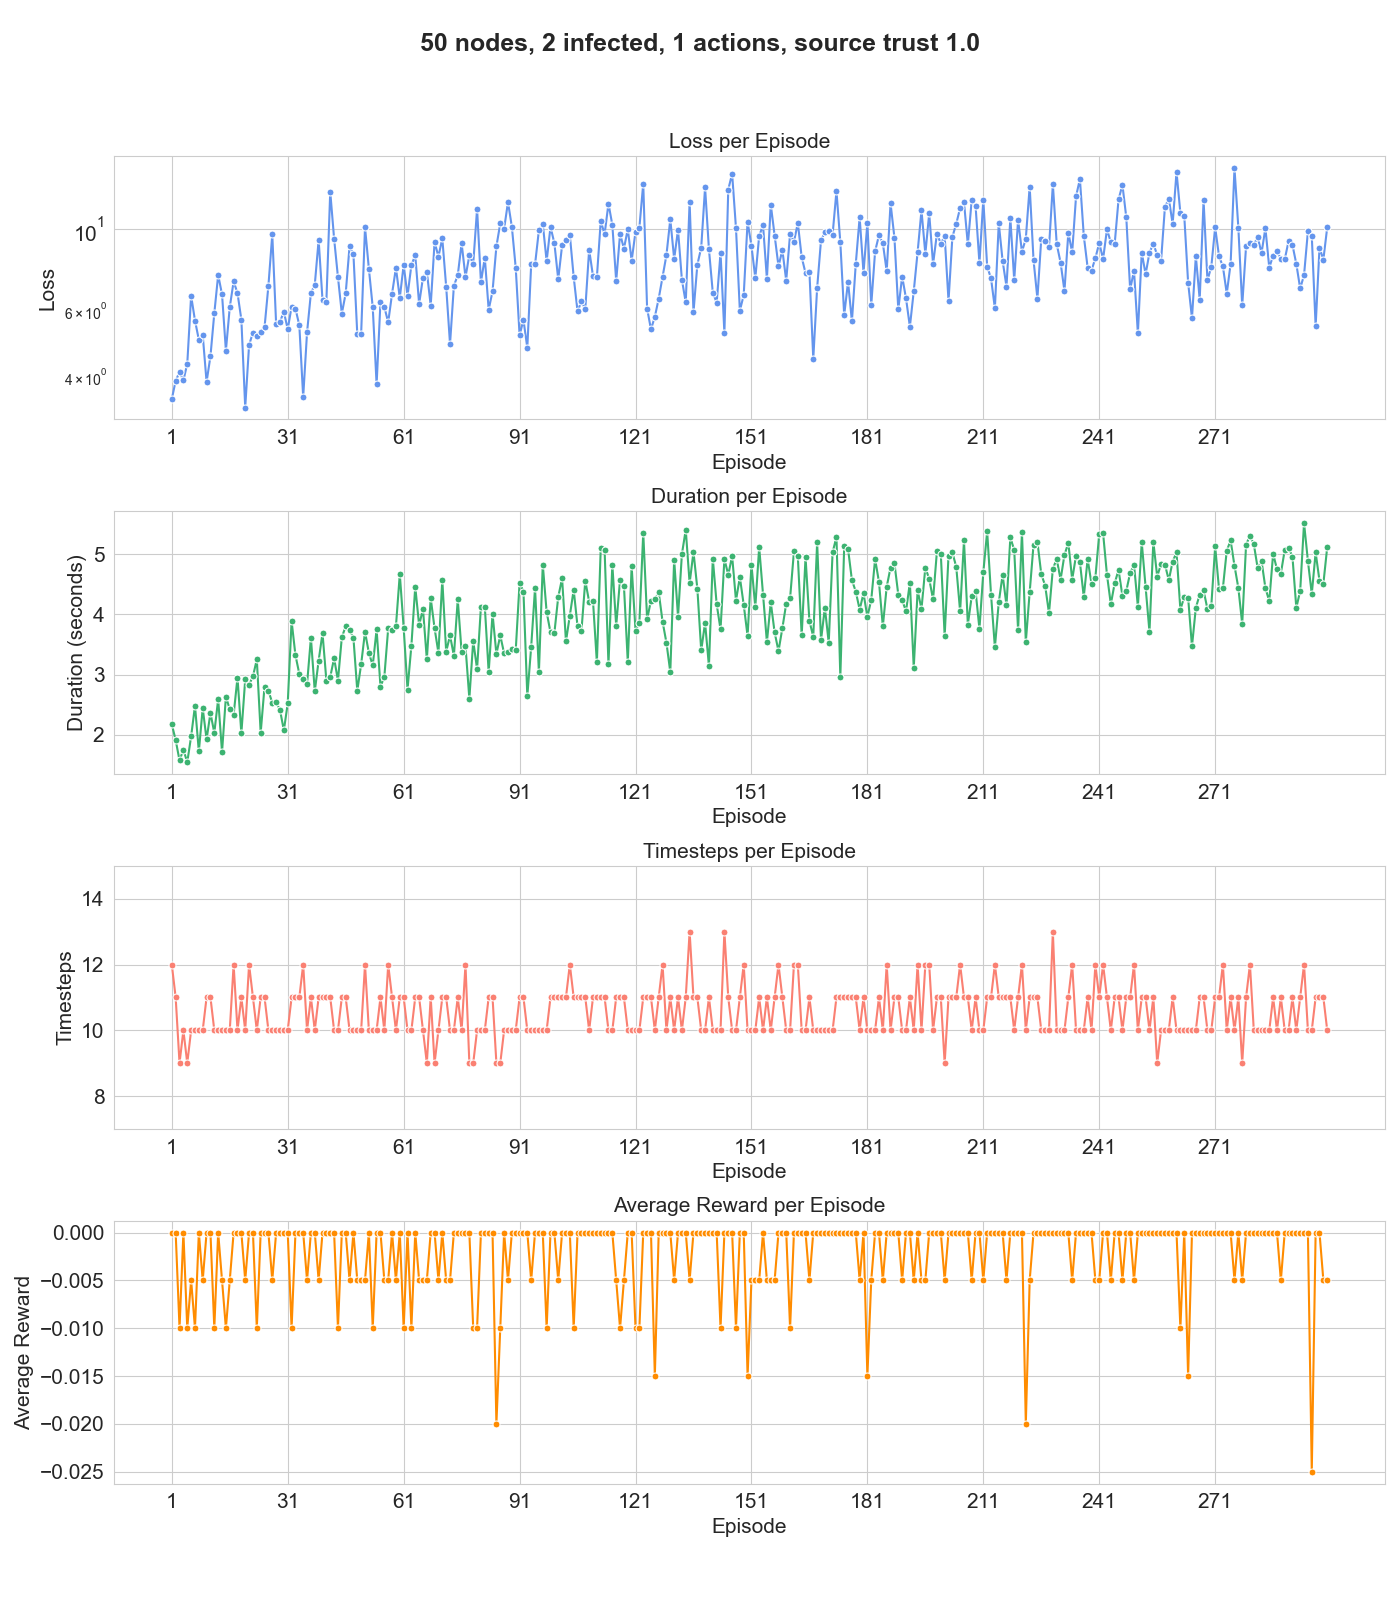 50 nodes, 2 infected, 1 actions, source trust 1.0
Loss per Episode
Loss
10¹
6 × 10⁰
4 × 10⁰
1 31 61 91 121 151 181 211 241 271
Episode
Duration per Episode
Duration (seconds)
5
4
3
2
1 31 61 91 121 151 181 211 241 271
Episode
Timesteps per Episode
Timesteps
14
12
10
8
1 31 61 91 121 151 181 211 241 271
Episode
Average Reward per Episode
Average Reward
0.000
−0.005
−0.010
−0.015
−0.020
−0.025
1 31 61 91 121 151 181 211 241 271
Episode